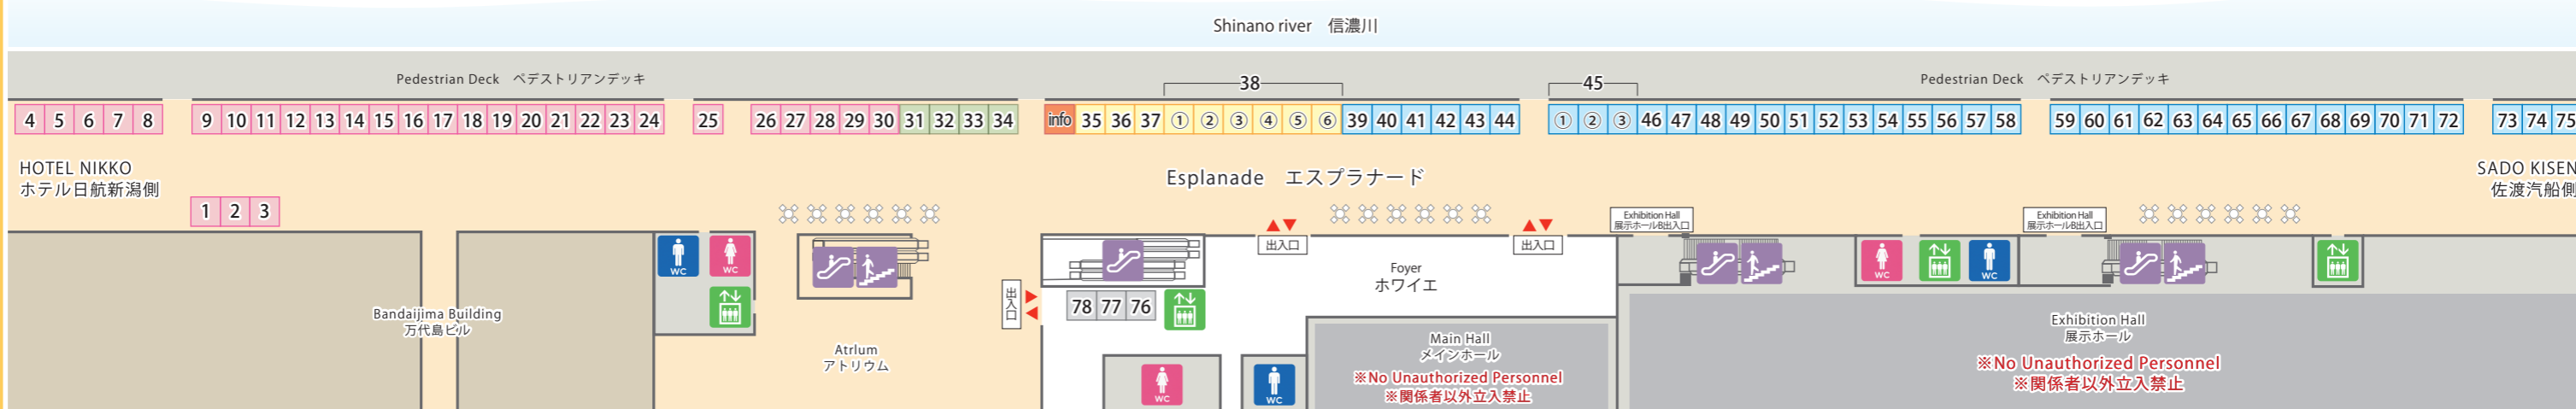 Shinano river 信濃川
Pedestrian Deck ペデストリアンデッキ
38
45
Pedestrian Deck ペデストリアンデッキ
4 5 6 7 8
9 10 11 12 13 14 15 16 17 18 19 20 21 22 23 24
25
26 27 28 29 30 31 32 33 34
info 35 36 37 ① ② ③ ④ ⑤ ⑥ 39 40 41 42 43 44
① ② ③ 46 47 48 49 50 51 52 53 54 55 56 57 58
59 60 61 62 63 64 65 66 67 68 69 70 71 72
73 74 75
HOTEL NIKKO
ホテル日航新潟側
Esplanade エスプラナード
SADO KISEN
佐渡汽船側
1 2 3
Exhibition Hall
展示ホールB出入口
Exhibition Hall
展示ホールB出入口
出入口
出入口
WC
WC
WC
WC
Foyer
ホワイエ
出入口
78 77 76
Bandaijima Building
万代島ビル
Atrlum
アトリウム
Main Hall
メインホール
※No Unauthorized Personnel
※関係者以外立入禁止
Exhibition Hall
展示ホール
※No Unauthorized Personnel
※関係者以外立入禁止
WC
WC